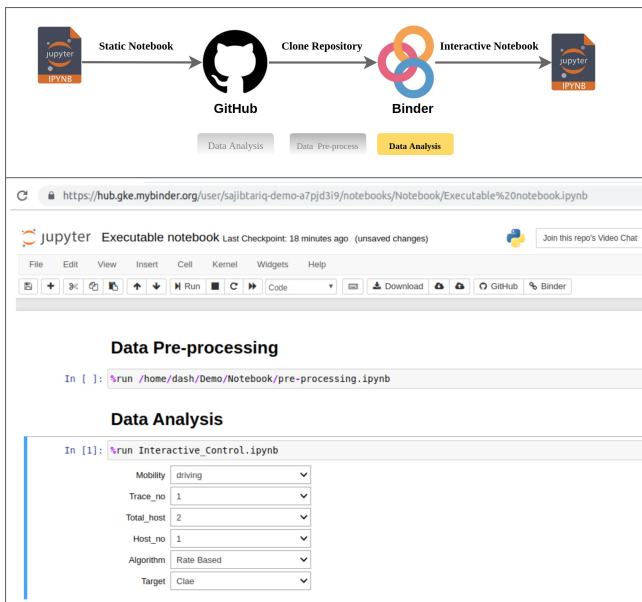 Static Notebook Clone Repository Interactive Notebook
jupyter jupyter
IPYNB IPYNB
GitHub Binder
Data Analysis Data Pre-process Data Analysis
https://hub.gke.mybinder.org/user/sajibtariq-demo-a7pjd3i9/notebooks/Notebook/Executable%20notebook.ipynb
jupyter Executable notebook Last Checkpoint: 18 minutes ago (unsaved changes) Join this repo's Video Chat
File Edit View Insert Cell Kernel Widgets Help
Run Code Download GitHub Binder
Data Pre-processing
In [ ]: %run /home/dash/Demo/Notebook/pre-processing.ipynb
Data Analysis
In [1]: %run Interactive_Control.ipynb
Mobility driving
Trace_no 1
Total_host 2
Host_no 1
Algorithm Rate Based
Target Clae